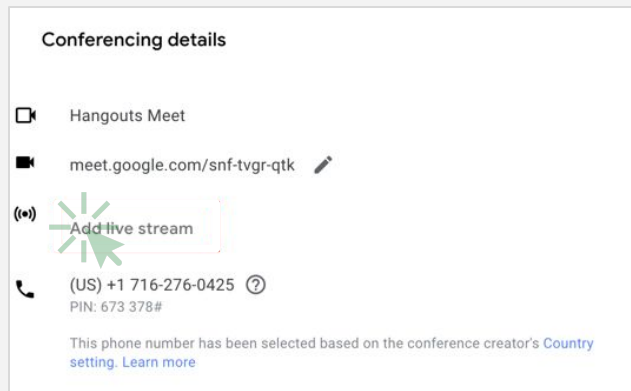 Conferencing details
Hangouts Meet
meet.google.com/snf-tvgr-qtk
Add live stream
(US) +1 716-276-0425
PIN: 673 378#
This phone number has been selected based on the conference creator's Country
setting. Learn more